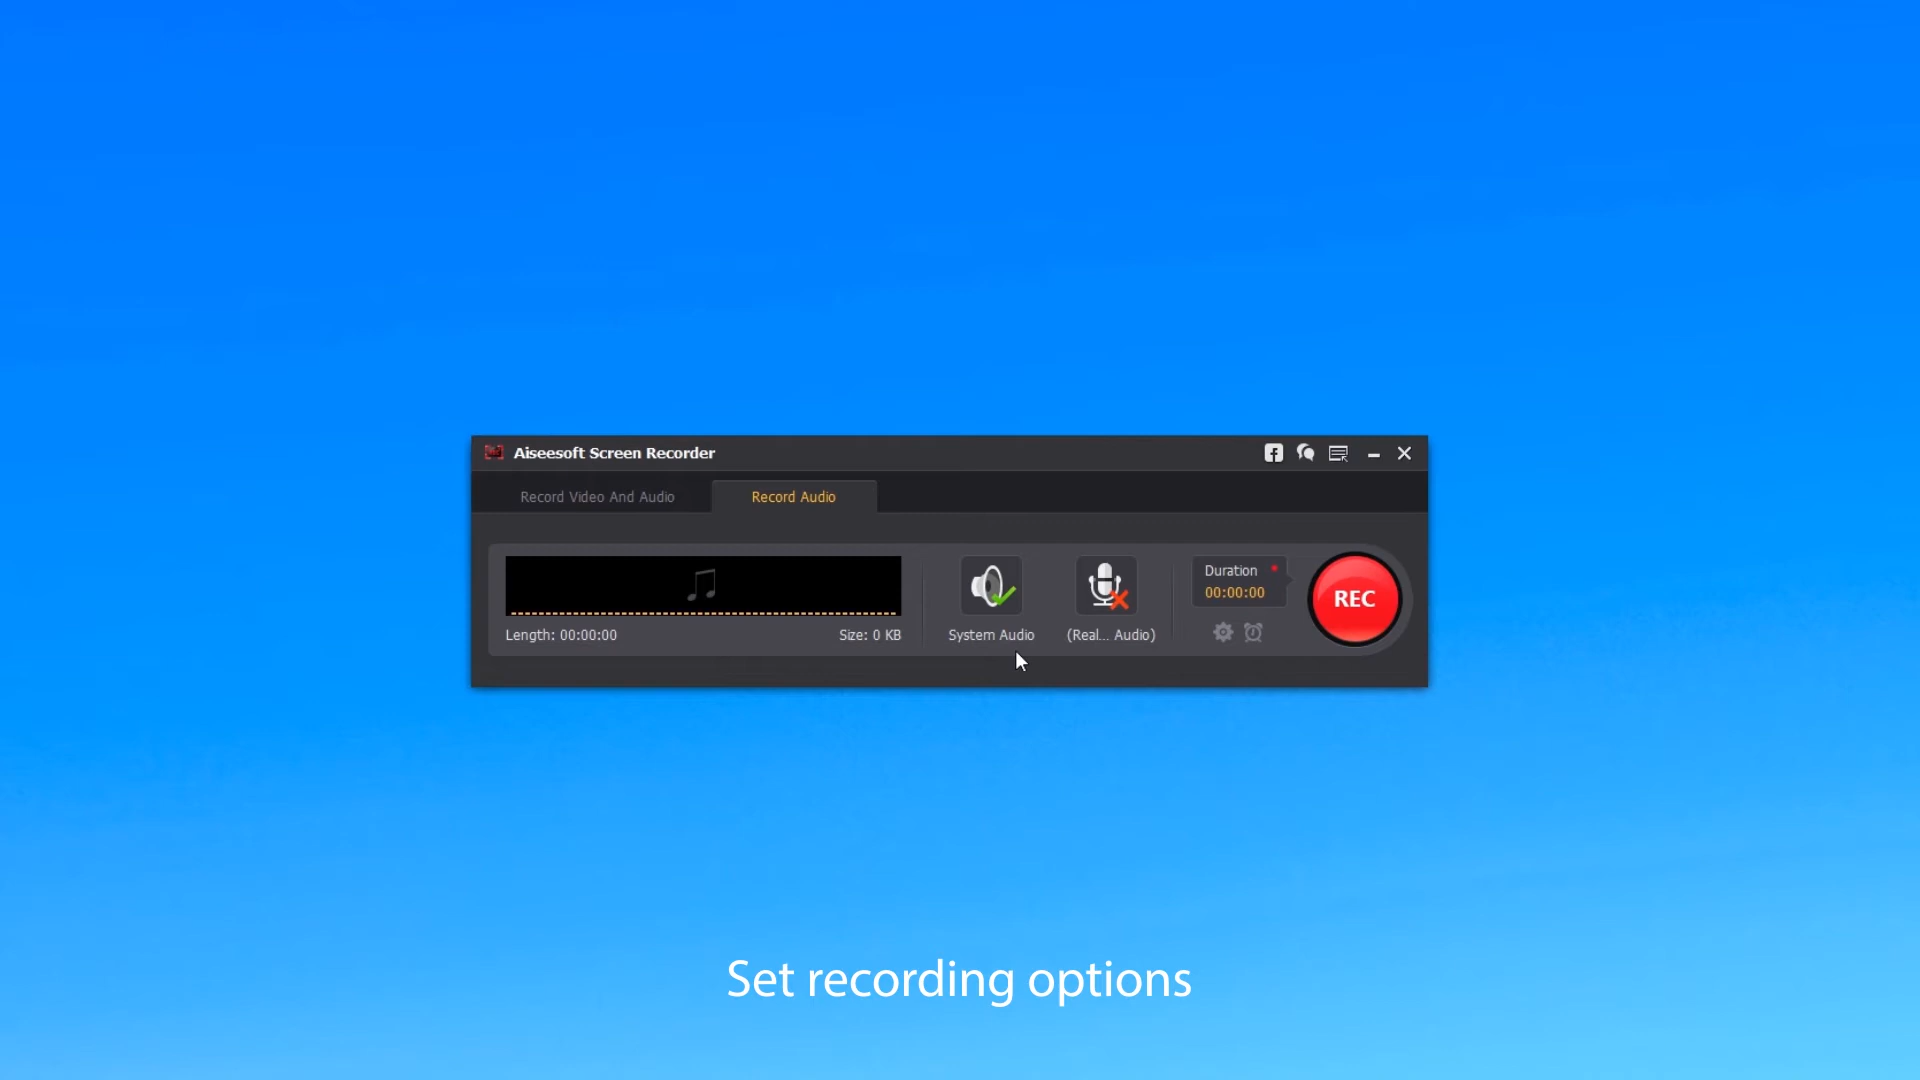 Aiseesoft Screen Recorder
Record Video And Audio
Record Audio
Length: 00:00:00
Size: 0 KB
System Audio
(Real... Audio)
Duration
00:00:00
REC
Set recording options